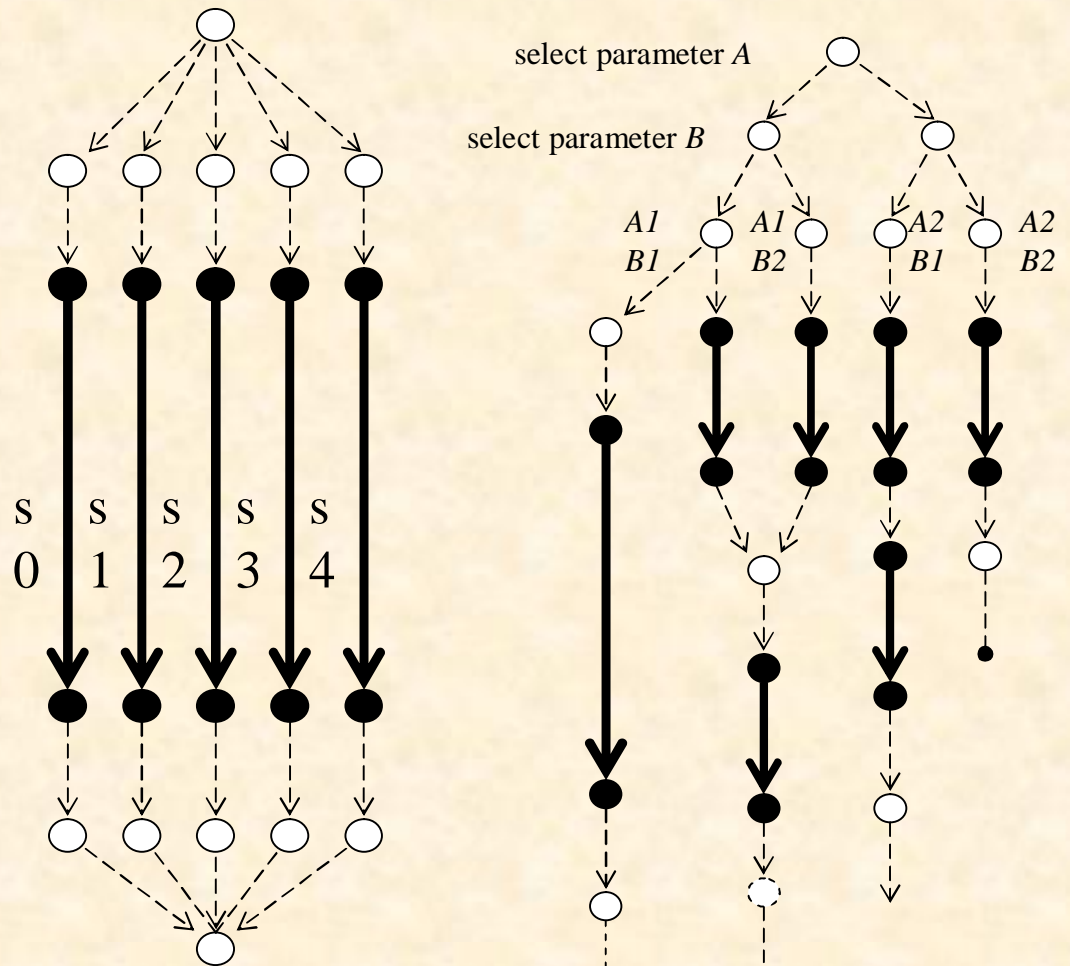 select parameter A
select parameter B
A1 A1 A2 A2
B1 B2 B1 B2
s s s s s
0 1 2 3 4